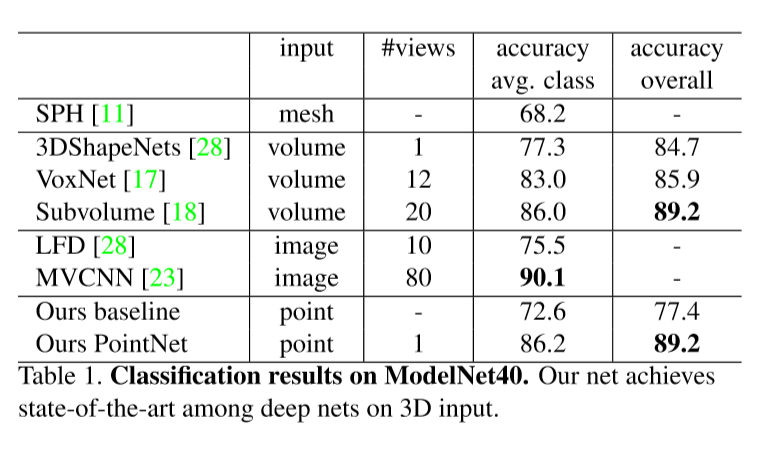 input #views accuracy accuracy
avg. class overall
SPH [11] mesh - 68.2 -
3DShapeNets [28] volume 1 77.3 84.7
VoxNet [17] volume 12 83.0 85.9
Subvolume [18] volume 20 86.0 89.2
LFD [28] image 10 75.5 -
MVCNN [23] image 80 90.1 -
Ours baseline point - 72.6 77.4
Ours PointNet point 1 86.2 89.2
Table 1. Classification results on ModelNet40. Our net achieves
state-of-the-art among deep nets on 3D input.